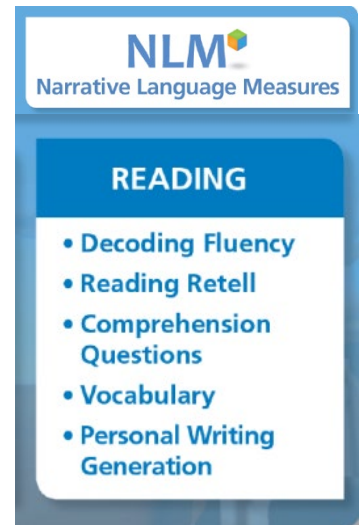 NLM
Narrative Language Measures
READING
• Decoding Fluency
• Reading Retell
• Comprehension
Questions
• Vocabulary
• Personal Writing
Generation